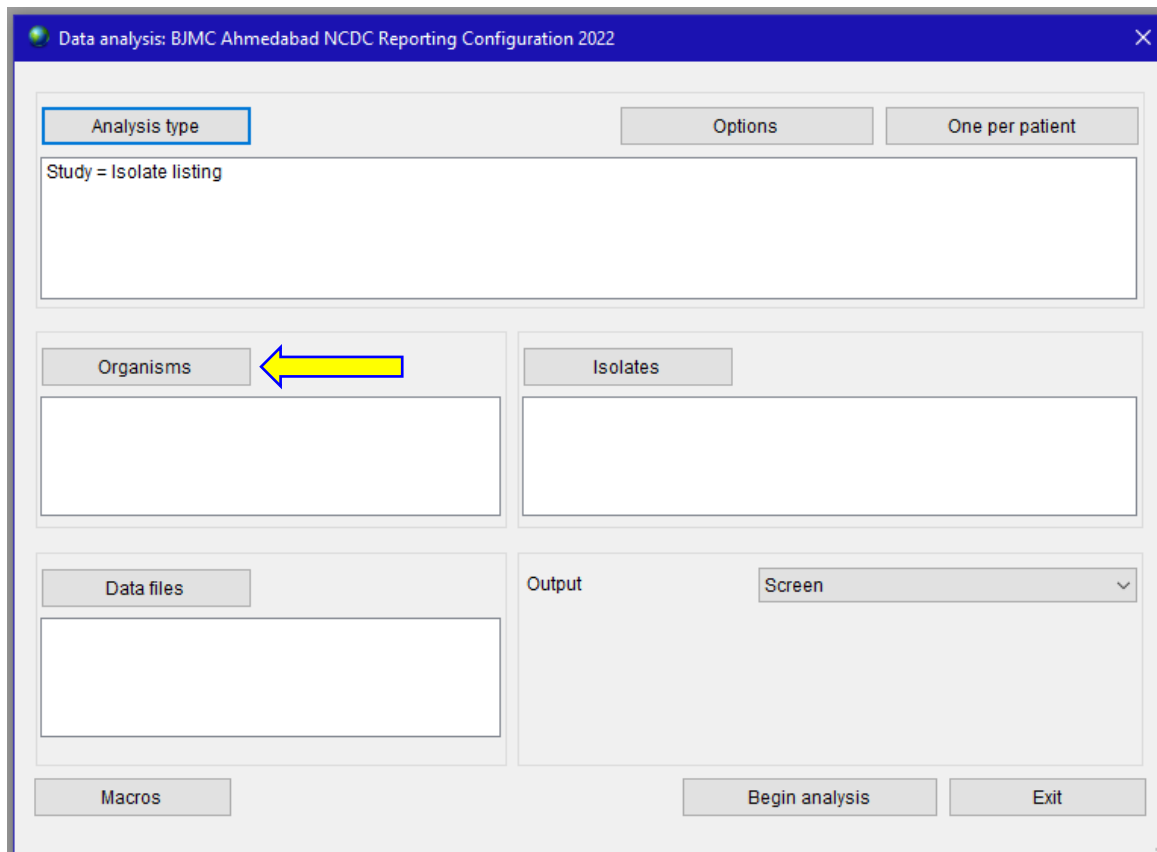 Data analysis: BJMC Ahmedabad NCDC Reporting Configuration 2022
Analysis type
Options
One per patient
Study = Isolate listing
Organisms
Isolates
Data files
Output
Screen
Macros
Begin analysis
Exit